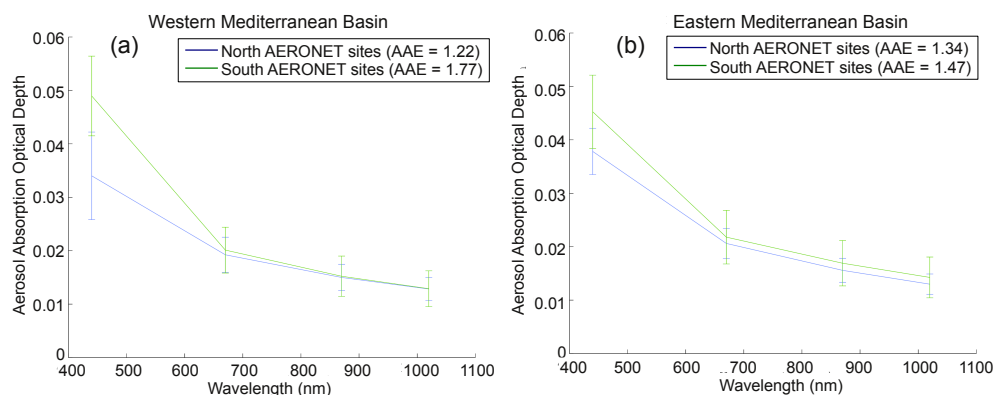 Western Mediterranean Basin
(a)
North AERONET sites (AAE = 1.22)
South AERONET sites (AAE = 1.77)
Aerosol Absorption Optical Depth
0.06
0.05
0.04
0.03
0.02
0.01
0
400 500 600 700 800 900 1000 1100
Wavelength (nm)
Eastern Mediterranean Basin
(b)
North AERONET sites (AAE = 1.34)
South AERONET sites (AAE = 1.47)
Aerosol Absorption Optical Depth
0.06
0.05
0.04
0.03
0.02
0.01
0
400 500 600 700 800 900 1000 1100
Wavelength (nm)